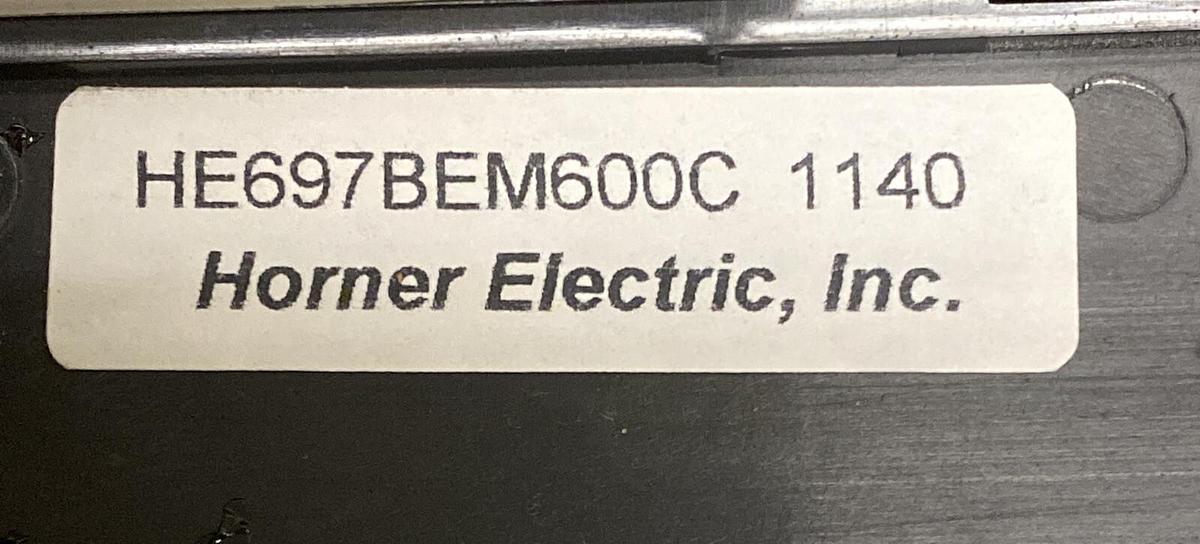 HE697BEM600C 1140
Horner Electric, Inc.